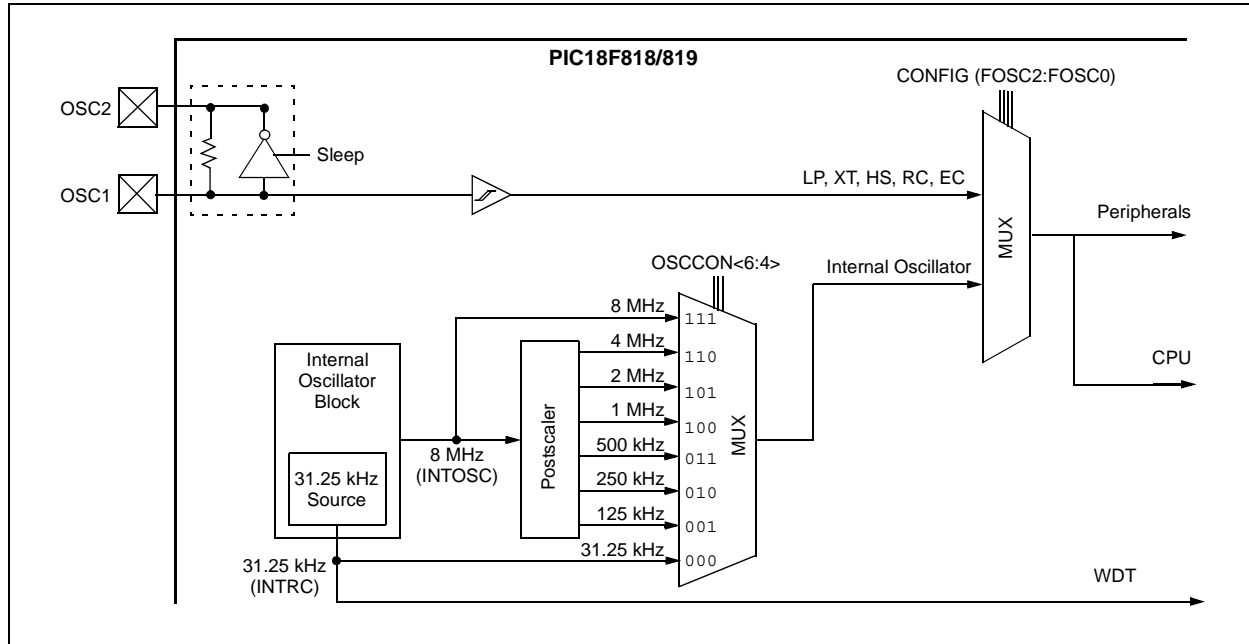 PIC18F818/819
CONFIG (FOSC2:FOSC0)
OSC2
Sleep
OSC1
LP, XT, HS, RC, EC
Peripherals
MUX
OSCCON<6:4>
Internal Oscillator
8 MHz
111
Internal
Oscillator
Block
4 MHz
110
CPU
2 MHz
101
1 MHz
100
MUX
Postscaler
8 MHz
(INTOSC)
500 kHz
011
31.25 kHz
Source
250 kHz
010
125 kHz
001
31.25 kHz
000
31.25 kHz
(INTRC)
WDT